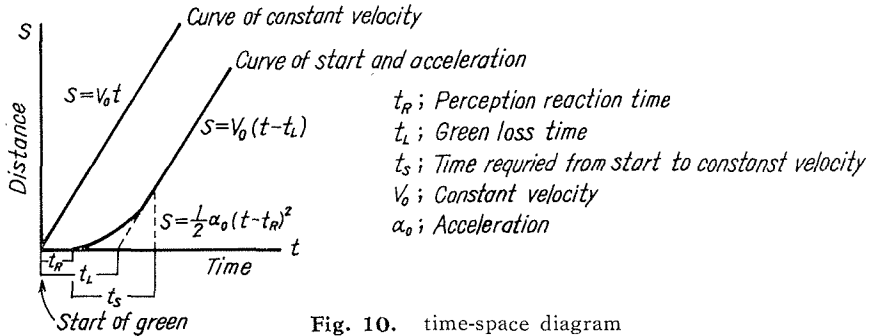 S
Curve of constant velocity
Curve of start and acceleration
S=V₀t
S=V₀(t-t_L)
S=½α₀(t-t_R)²
Distance
t_R
t_L
t_S
Time
t
Start of green
t_R ; Perception reaction time
t_L ; Green loss time
t_S ; Time requried from start to constanst velocity
V₀ ; Constant velocity
α₀ ; Acceleration
Fig. 10. time-space diagram